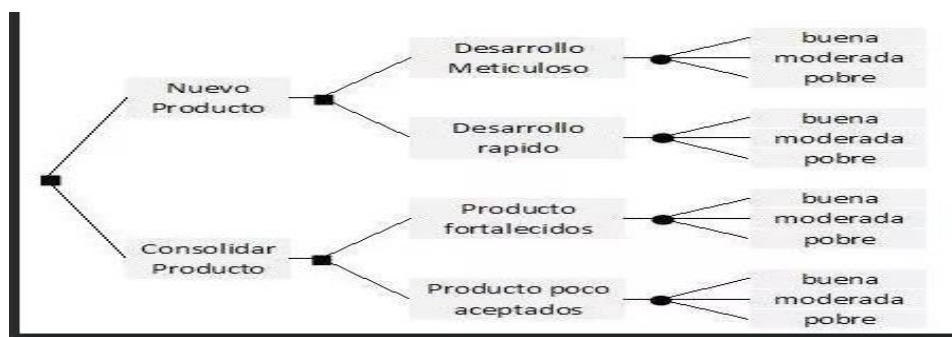 Nuevo
Producto
Desarrollo
Meticuloso
buena
moderada
pobre
Desarrollo
rapido
buena
moderada
pobre
Consolidar
Producto
Producto
fortalecidos
buena
moderada
pobre
Producto poco
aceptados
buena
moderada
pobre